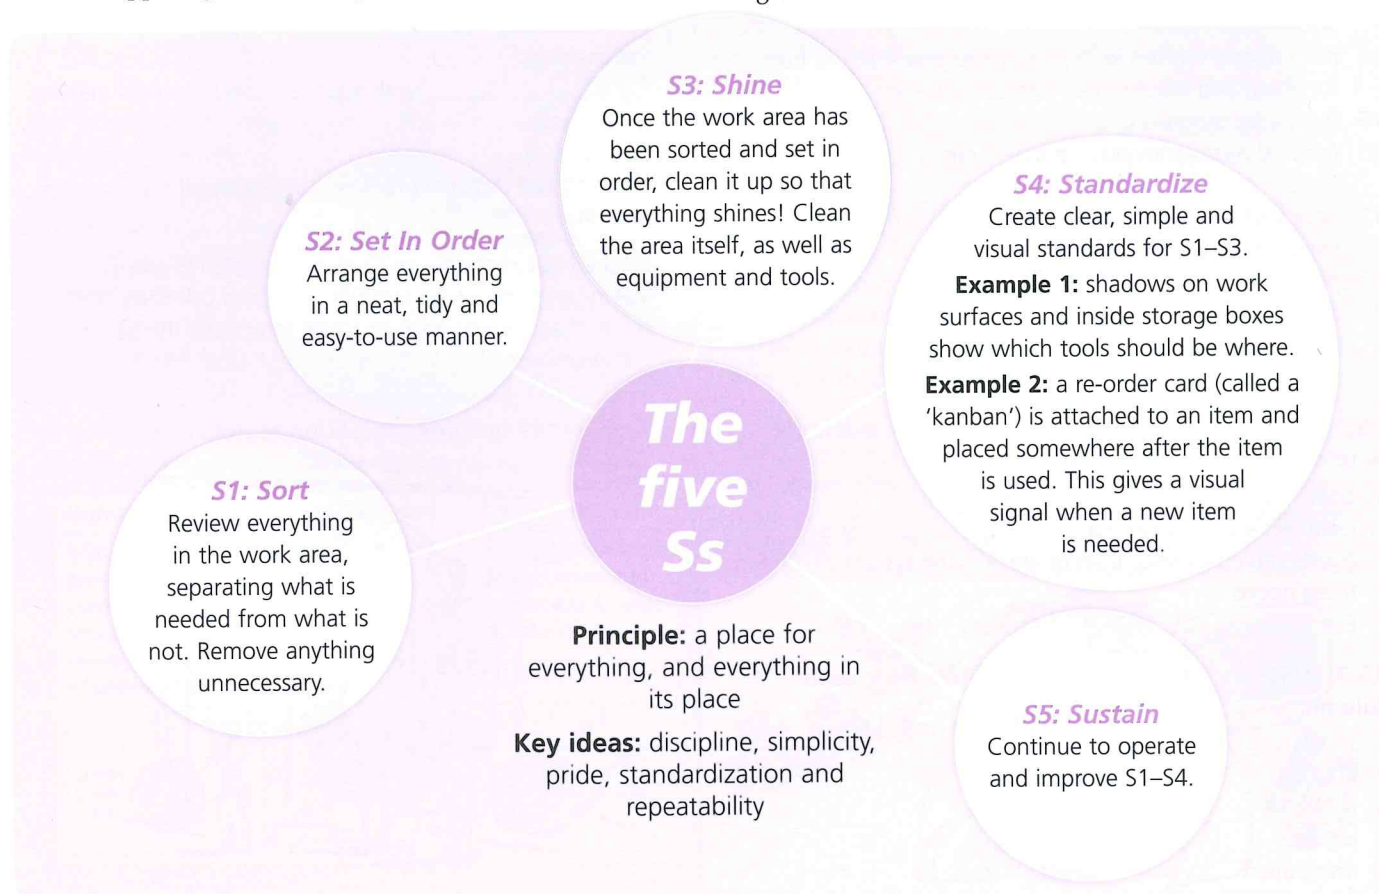 The
five
Ss
Principle: a place for
everything, and everything in
its place
Key ideas: discipline, simplicity,
pride, standardization and
repeatability
S1: Sort
Review everything
in the work area,
separating what is
needed from what is
not. Remove anything
unnecessary.
S2: Set In Order
Arrange everything
in a neat, tidy and
easy-to-use manner.
S3: Shine
Once the work area has
been sorted and set in
order, clean it up so that
everything shines! Clean
the area itself, as well as
equipment and tools.
S4: Standardize
Create clear, simple and
visual standards for S1–S3.
Example 1: shadows on work
surfaces and inside storage boxes
show which tools should be where.
Example 2: a re-order card (called a
'kanban') is attached to an item and
placed somewhere after the item
is used. This gives a visual
signal when a new item
is needed.
S5: Sustain
Continue to operate
and improve S1–S4.